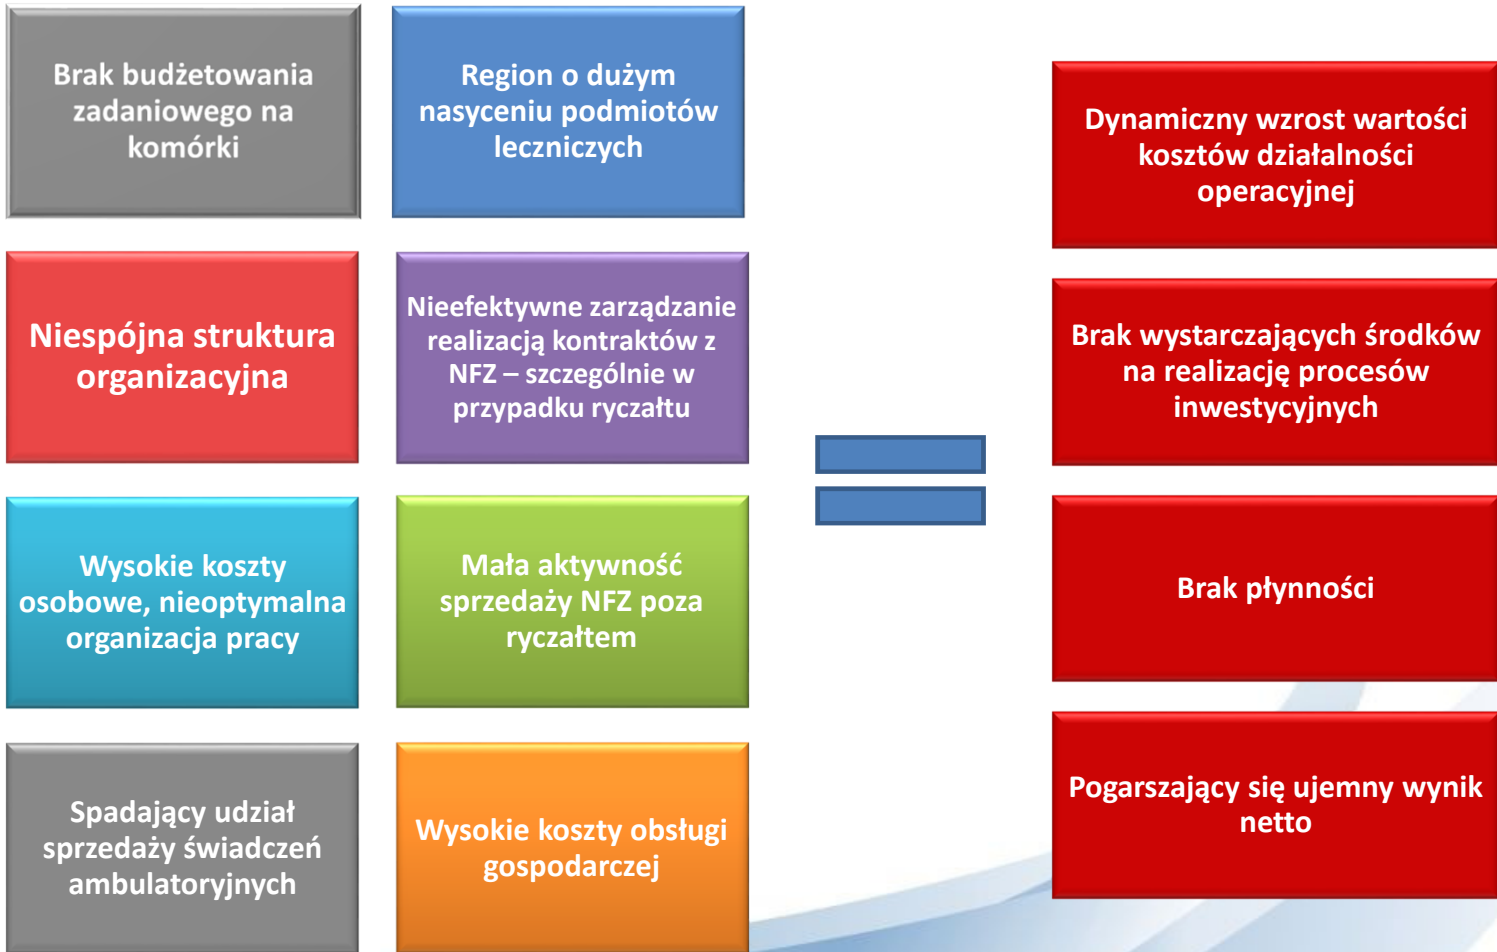 Brak budżetowania
zadaniowego na
komórki
Region o dużym
nasyceniu podmiotów
leczniczych
Niespójna struktura
organizacyjna
Nieefektywne zarządzanie
realizacją kontraktów z
NFZ – szczególnie w
przypadku ryczałtu
Wysokie koszty
osobowe, nieoptymalna
organizacja pracy
Mała aktywność
sprzedaży NFZ poza
ryczałtem
Spadający udział
sprzedaży świadczeń
ambulatoryjnych
Wysokie koszty obsługi
gospodarczej
Dynamiczny wzrost wartości
kosztów działalności
operacyjnej
Brak wystarczających środków
na realizację procesów
inwestycyjnych
Brak płynności
Pogarszający się ujemny wynik
netto